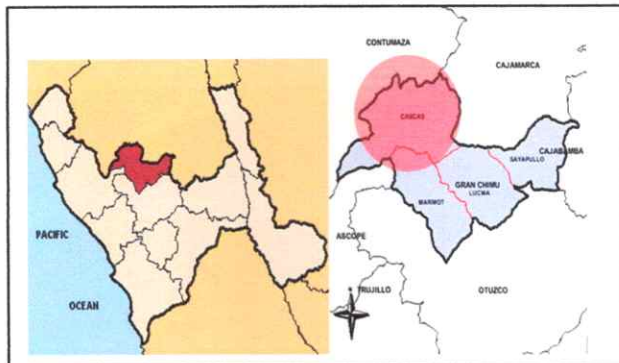 PACIFIC
OCEAN
CONTUMAZA
CAJAMARCA
CASCAS
CAJABAMBA
SAYAPULLO
GRAN CHIMU
LUCMA
MARMOT
ASCOPE
TRUJILLO
OTUZCO